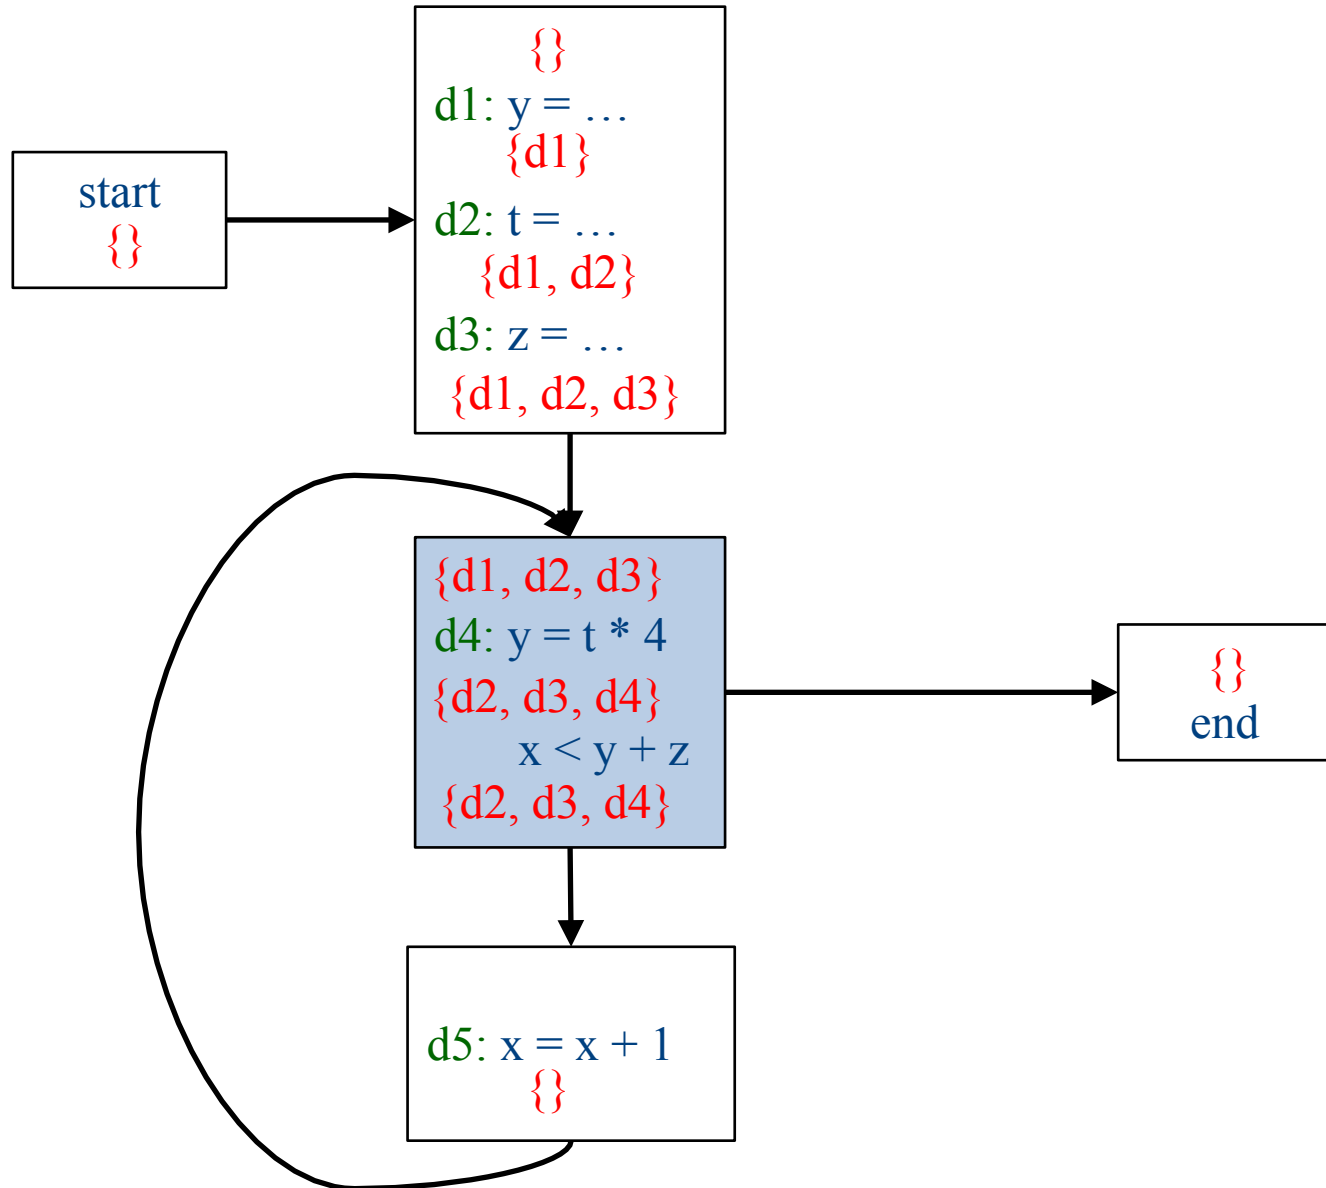 start
{}
{}
d1: y = …
{d1}
d2: t = …
{d1, d2}
d3: z = …
{d1, d2, d3}
{d1, d2, d3}
d4: y = t * 4
{d2, d3, d4}
x < y + z
{d2, d3, d4}
{}
end
d5: x = x + 1
{}